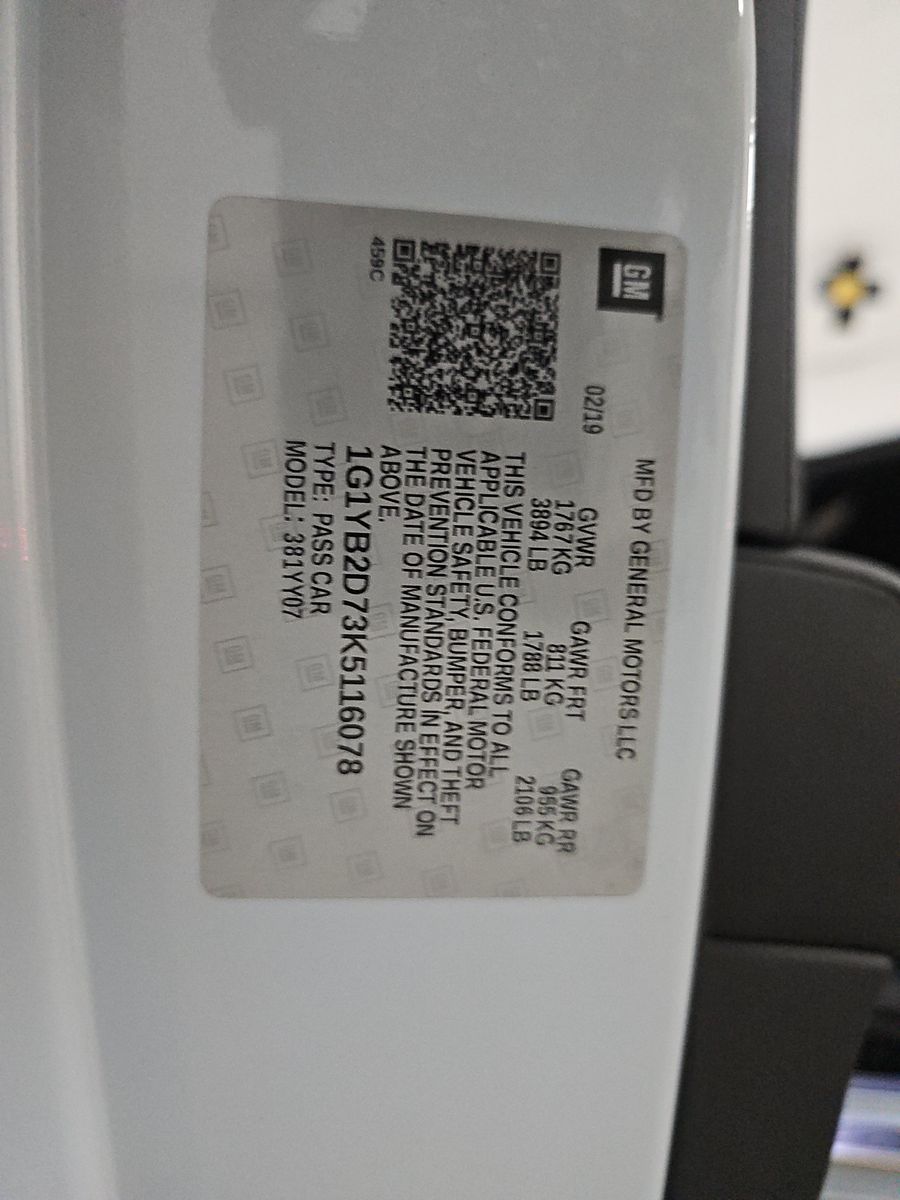 GM
MFD BY GENERAL MOTORS LLC
02/19
GVWR GAWR FRT GAWR RR
1767 KG 811 KG 955 KG
3894 LB 1788 LB 2106 LB
THIS VEHICLE CONFORMS TO ALL
APPLICABLE U.S. FEDERAL MOTOR
VEHICLE SAFETY, BUMPER, AND THEFT
PREVENTION STANDARDS IN EFFECT ON
THE DATE OF MANUFACTURE SHOWN
ABOVE.
459C
1G1YB2D73K5116078
TYPE: PASS CAR
MODEL: 381YY07